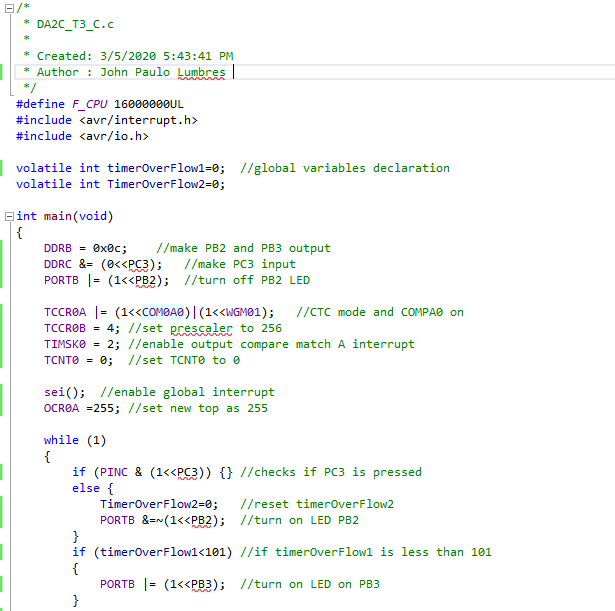 /*
 * DA2C_T3_C.c
 *
 * Created: 3/5/2020 5:43:41 PM
 * Author : John Paulo Lumbres
 */
#define F_CPU 16000000UL
#include <avr/interrupt.h>
#include <avr/io.h>

volatile int timerOverFlow1=0;  //global variables declaration
volatile int TimerOverFlow2=0;

int main(void)
{
    DDRB = 0x0c;    //make PB2 and PB3 output
    DDRC &= (0<<PC3);   //make PC3 input
    PORTB |= (1<<PB2);  //turn off PB2 LED

    TCCR0A |= (1<<COM0A0)|(1<<WGM01);   //CTC mode and COMPA0 on
    TCCR0B = 4; //set prescaler to 256
    TIMSK0 = 2; //enable output compare match A interrupt
    TCNT0 = 0;  //set TCNT0 to 0

    sei();  //enable global interrupt
    OCR0A =255; //set new top as 255

    while (1)
    {
        if (PINC & (1<<PC3)) {} //checks if PC3 is pressed
        else {
            TimerOverFlow2=0;   //reset timerOverFlow2
            PORTB &=~(1<<PB2);  //turn on LED PB2
        }
        if (timerOverFlow1<101) //if timerOverFlow1 is less than 101
        {
            PORTB |= (1<<PB3);  //turn on LED on PB3
        }